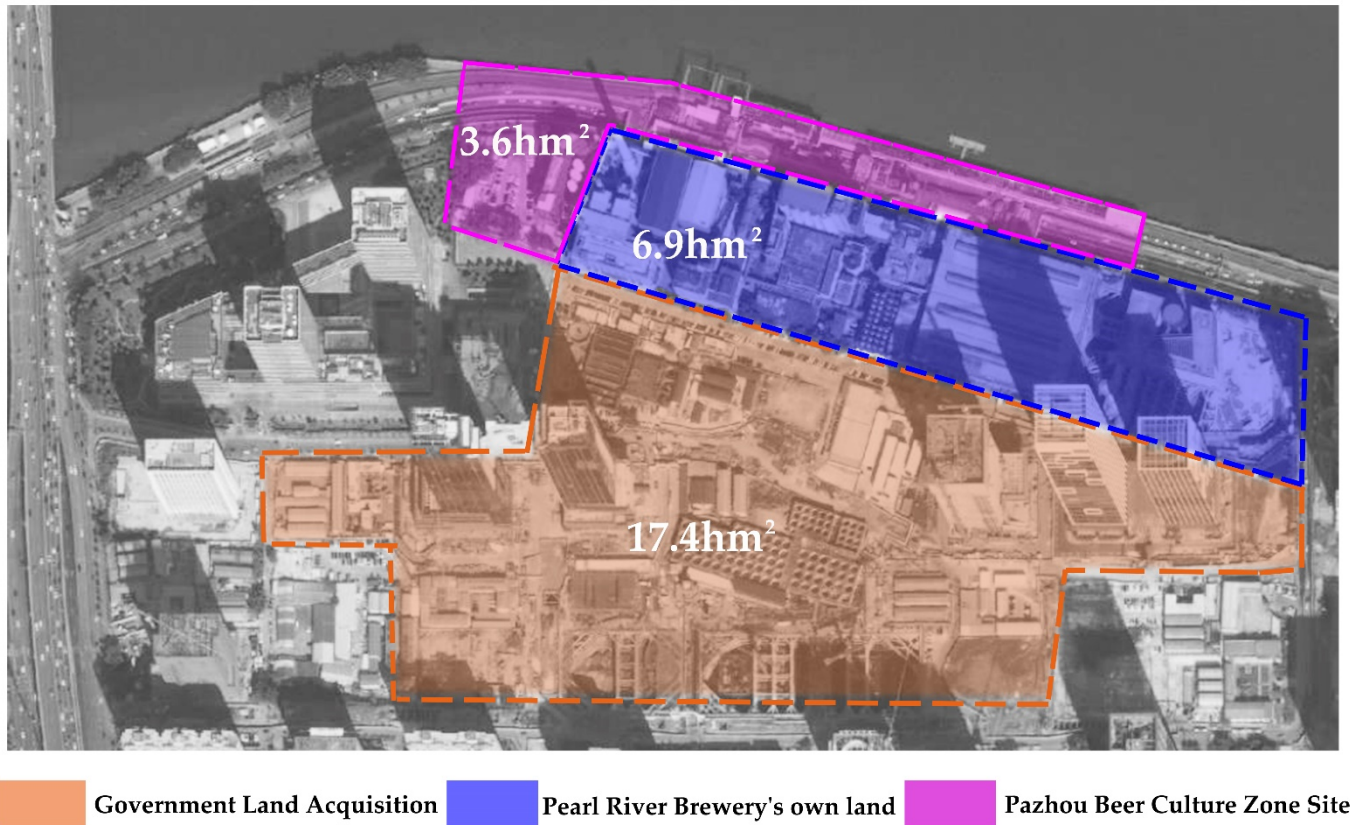 3.6hm²
6.9hm²
17.4hm²
Government Land Acquisition
Pearl River Brewery's own land
Pazhou Beer Culture Zone Site